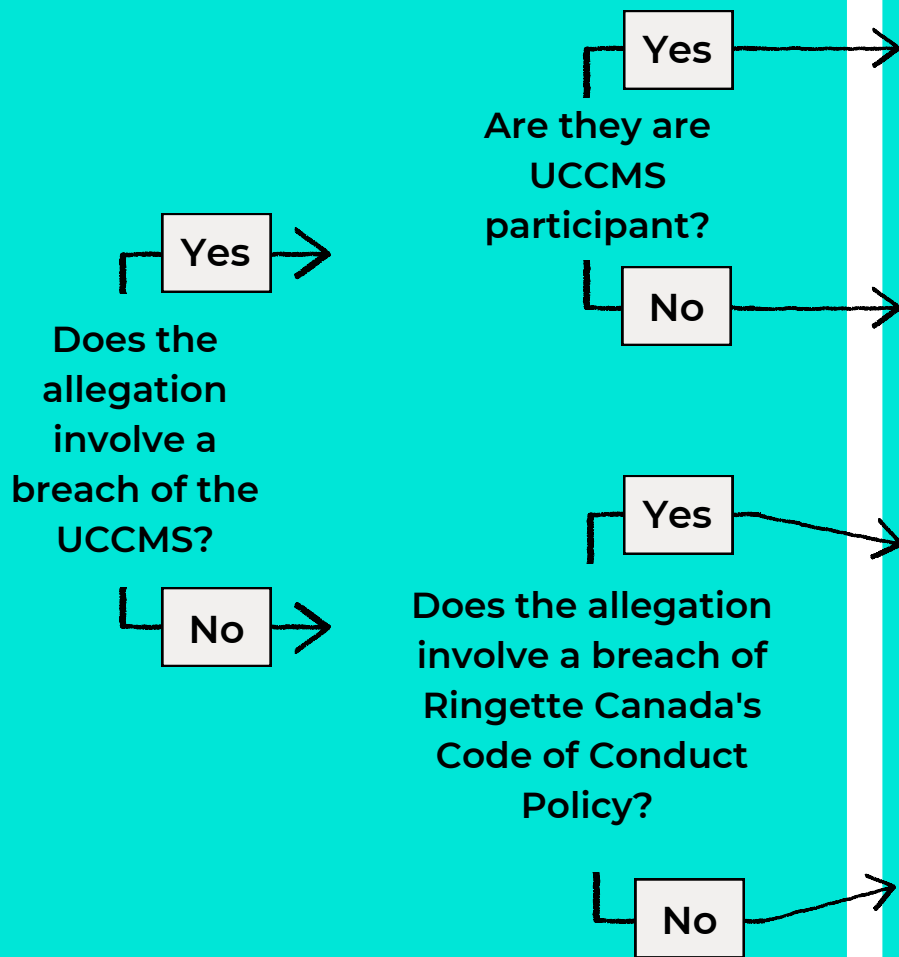 Yes
Does the
allegation
involve a
breach of the
UCCMS?
No
Yes
Are they are
UCCMS
participant?
No
Yes
Does the allegation
involve a breach of
Ringette Canada's
Code of Conduct
Policy?
No